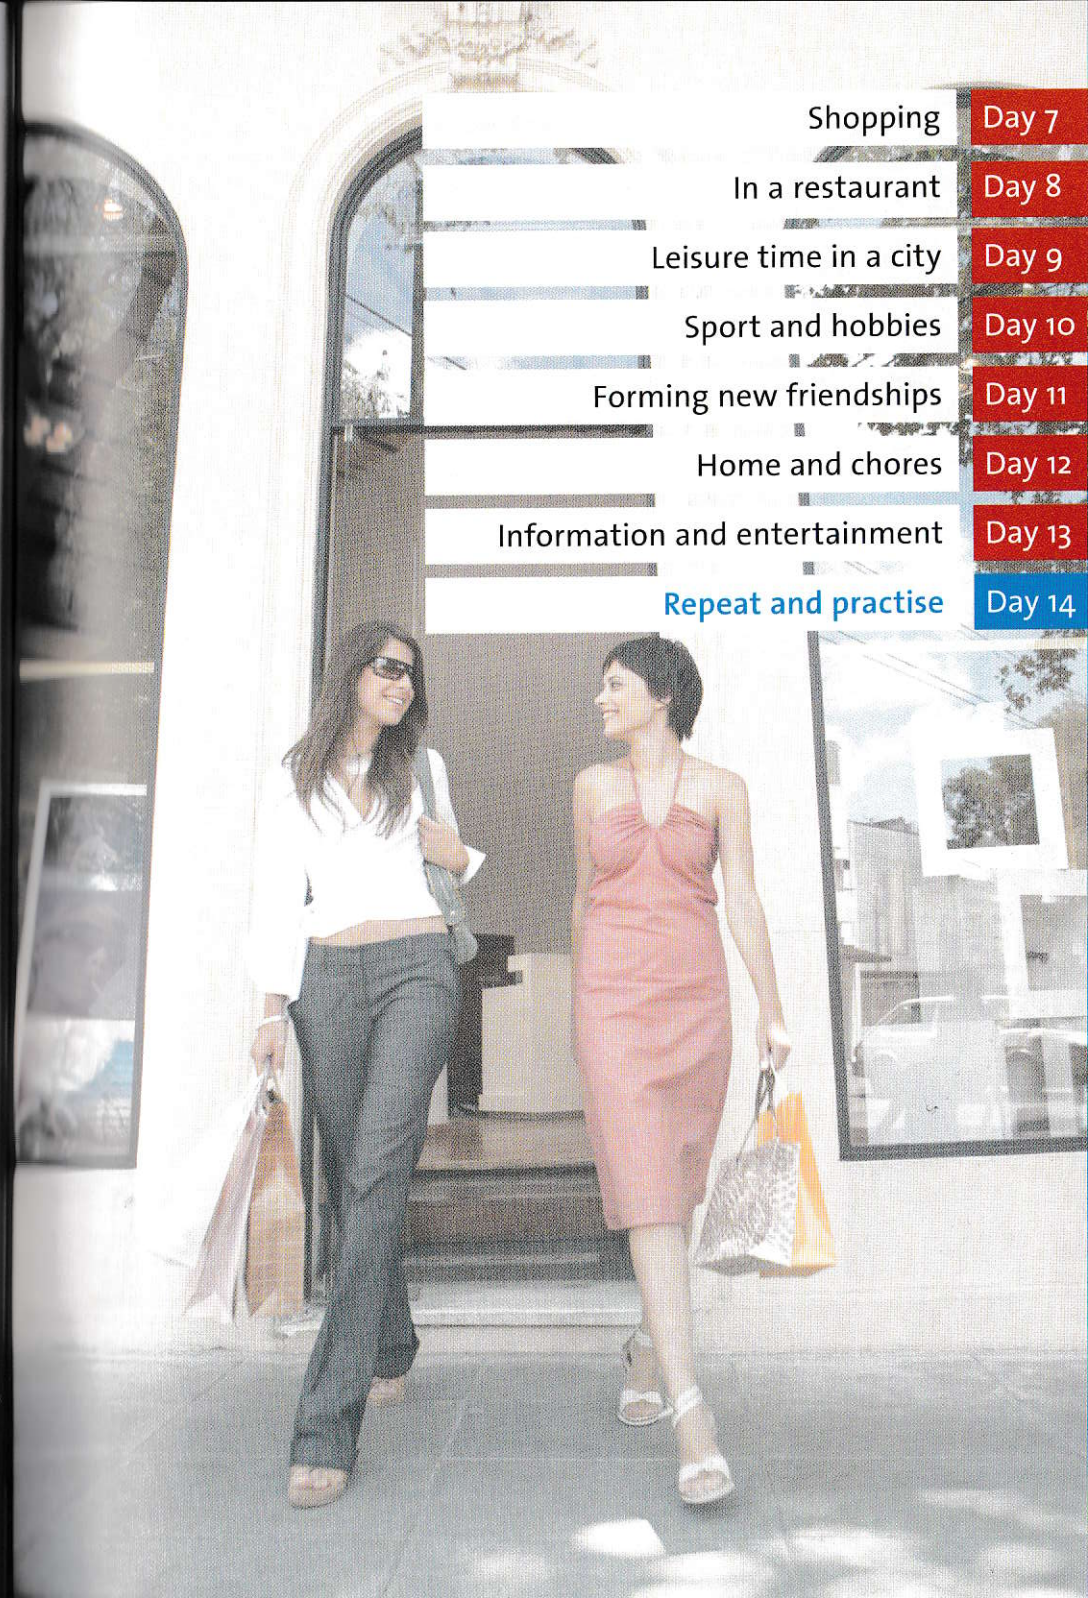 Shopping Day 7
In a restaurant Day 8
Leisure time in a city Day 9
Sport and hobbies Day 10
Forming new friendships Day 11
Home and chores Day 12
Information and entertainment Day 13
Repeat and practise Day 14